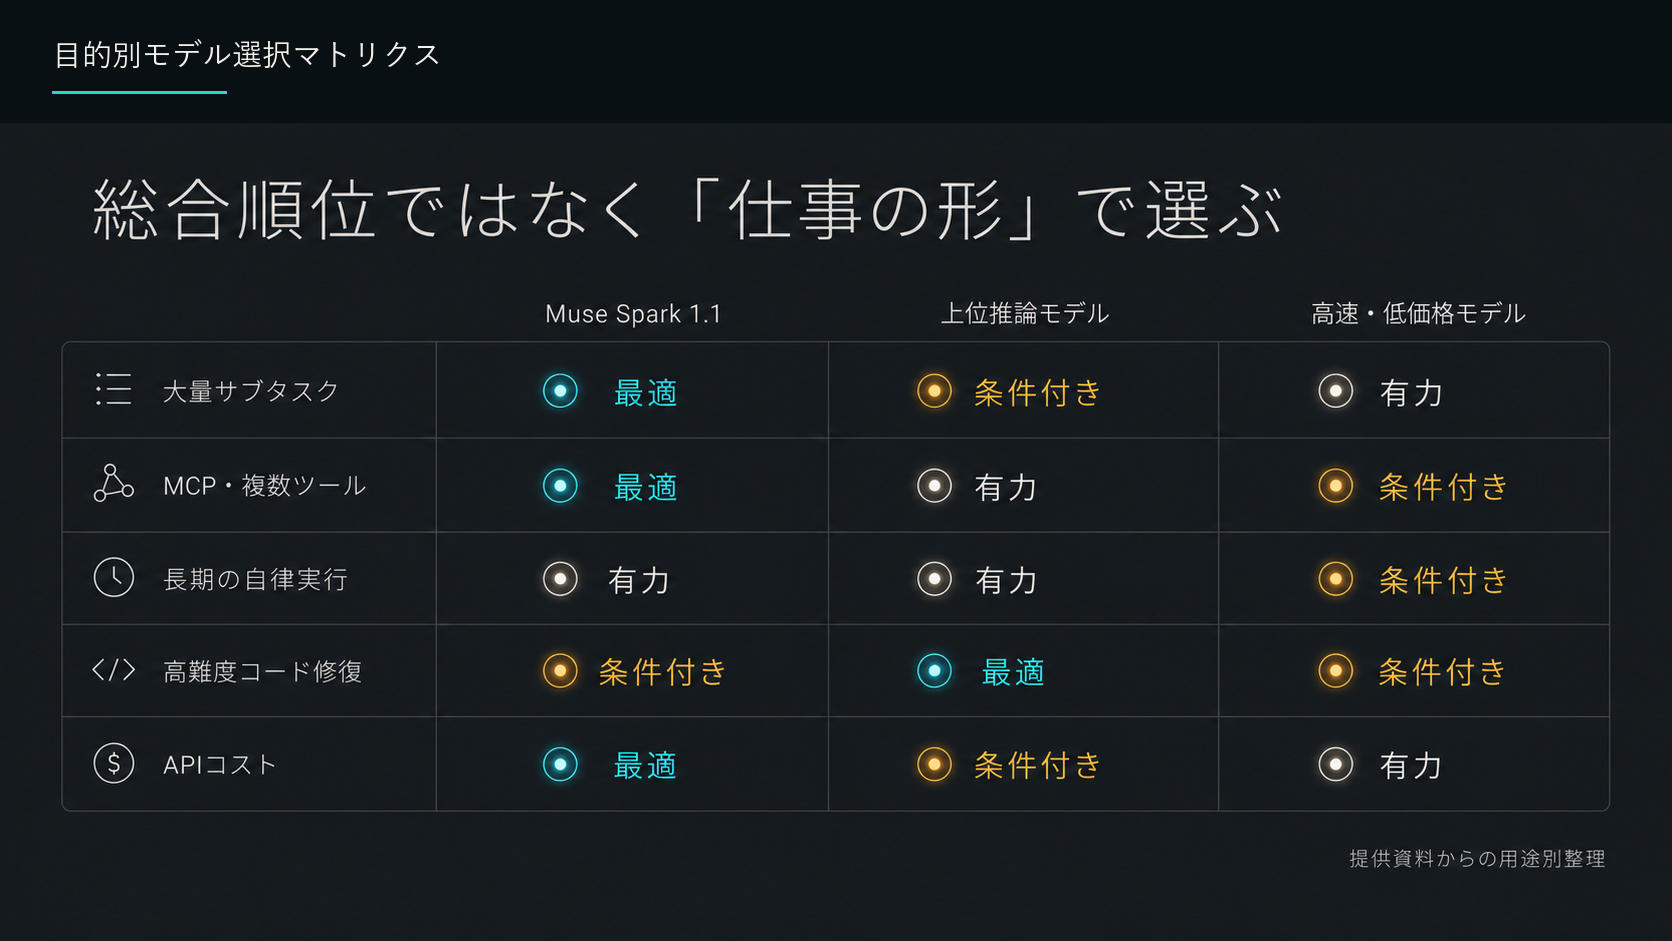 目的別モデル選択マトリクス
総合順位ではなく「仕事の形」で選ぶ
Muse Spark 1.1 上位推論モデル 高速・低価格モデル
大量サブタスク 最適 条件付き 有力
MCP・複数ツール 最適 有力 条件付き
長期の自律実行 有力 有力 条件付き
</> 高難度コード修復 条件付き 最適 条件付き
$ APIコスト 最適 条件付き 有力
提供資料からの用途別整理